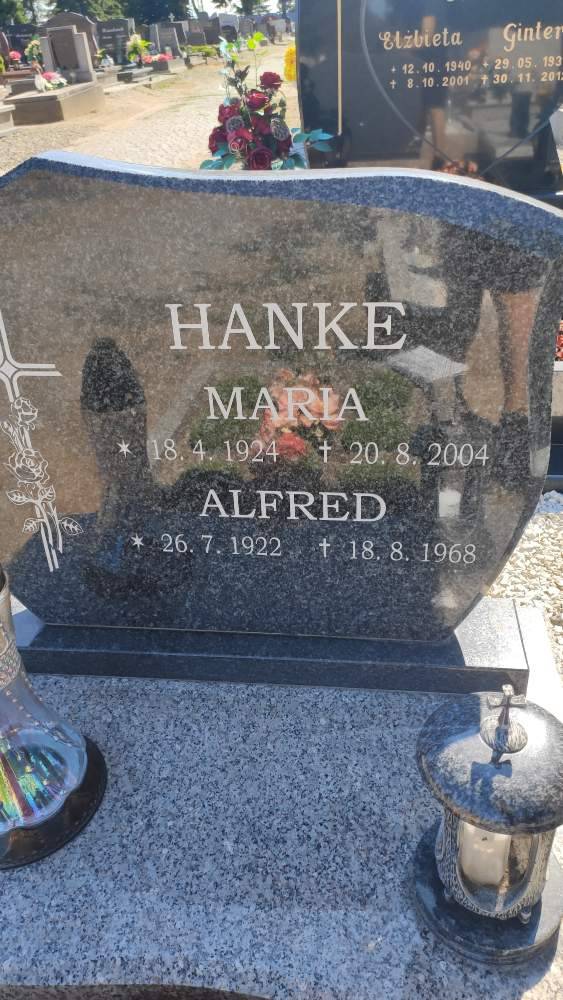 Elżbieta Ginter
+ 12.10.1940 + 29.05.193
+ 8.10.2001 + 30.11.2012
HANKE
MARIA
* 18.4.1924 † 20.8.2004
ALFRED
* 26.7.1922 † 18.8.1968